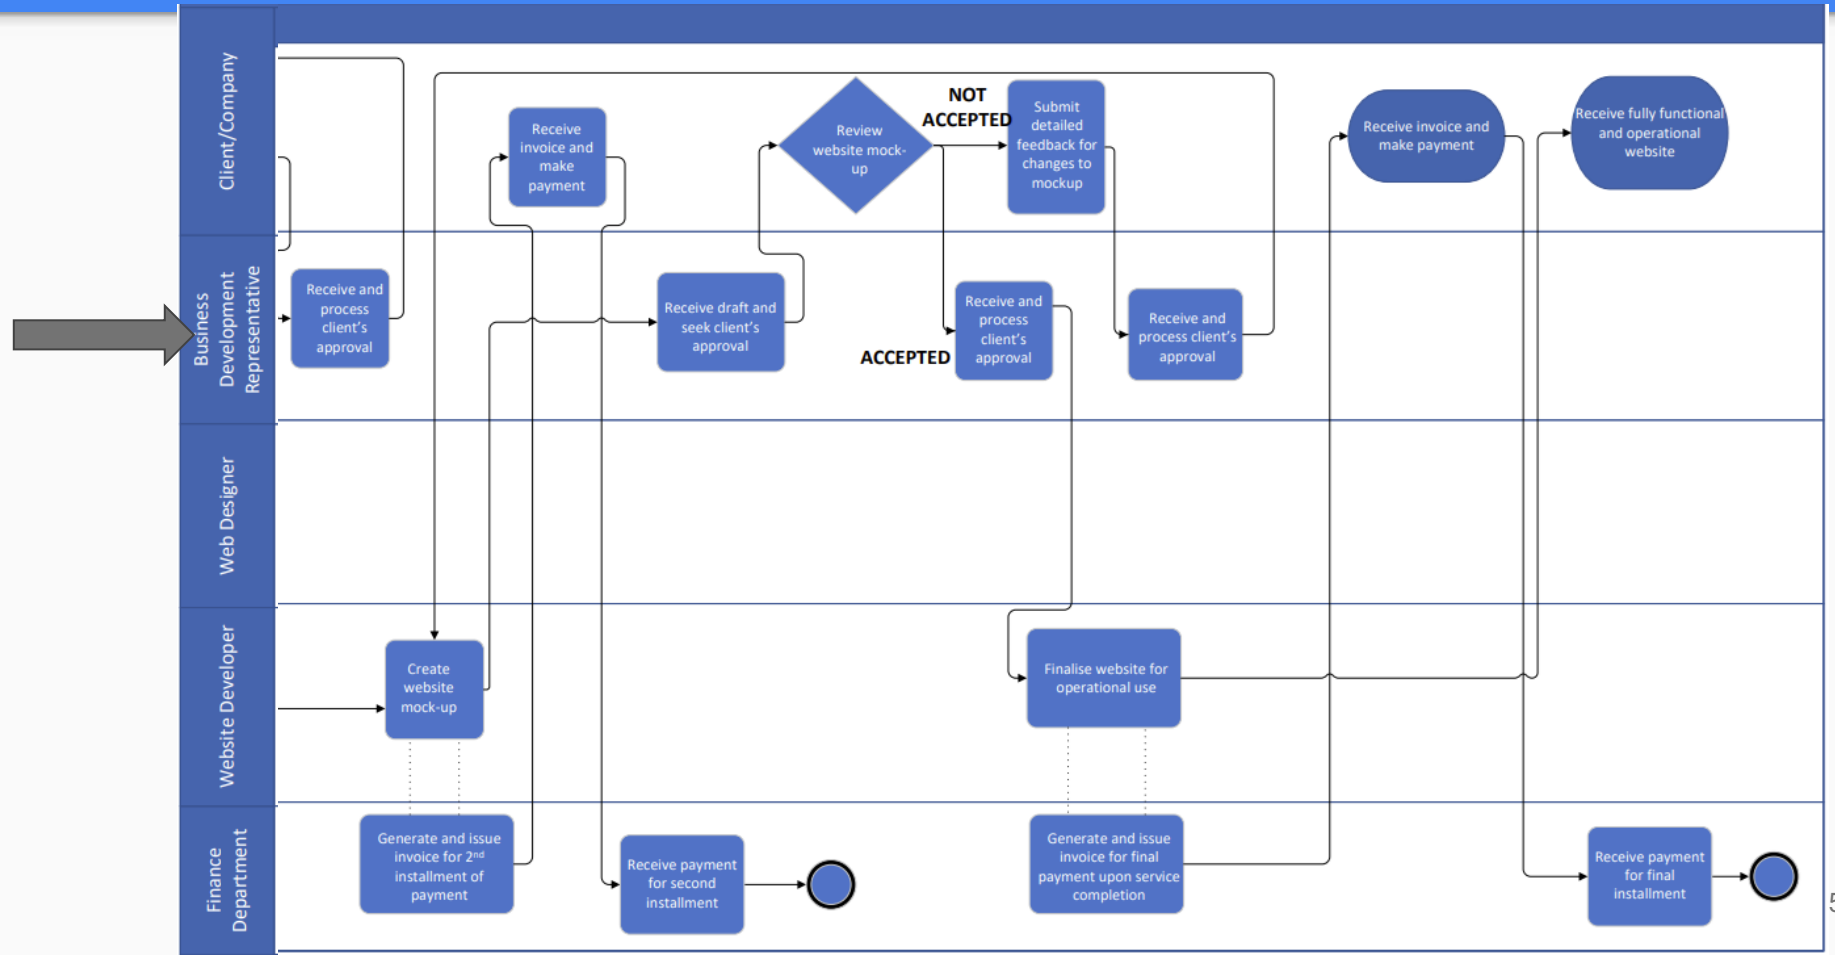 Client/Company
Receive
invoice and
make
payment
Review
website mock-
up
NOT
ACCEPTED
Submit
detailed
feedback for
changes to
mockup
Receive invoice and
make payment
Receive fully functional
and operational
website
Business
Development
Representative
Receive and
process
client's
approval
Receive draft and
seek client's
approval
ACCEPTED
Receive and
process
client's
approval
Receive and
process client's
approval
Web Designer
Website Developer
Create
website
mock-up
Finalise website for
operational use
Finance
Department
Generate and issue
invoice for 2nd
installment of
payment
Receive payment
for second
installment
Generate and issue
invoice for final
payment upon service
completion
Receive payment
for final
installment
5